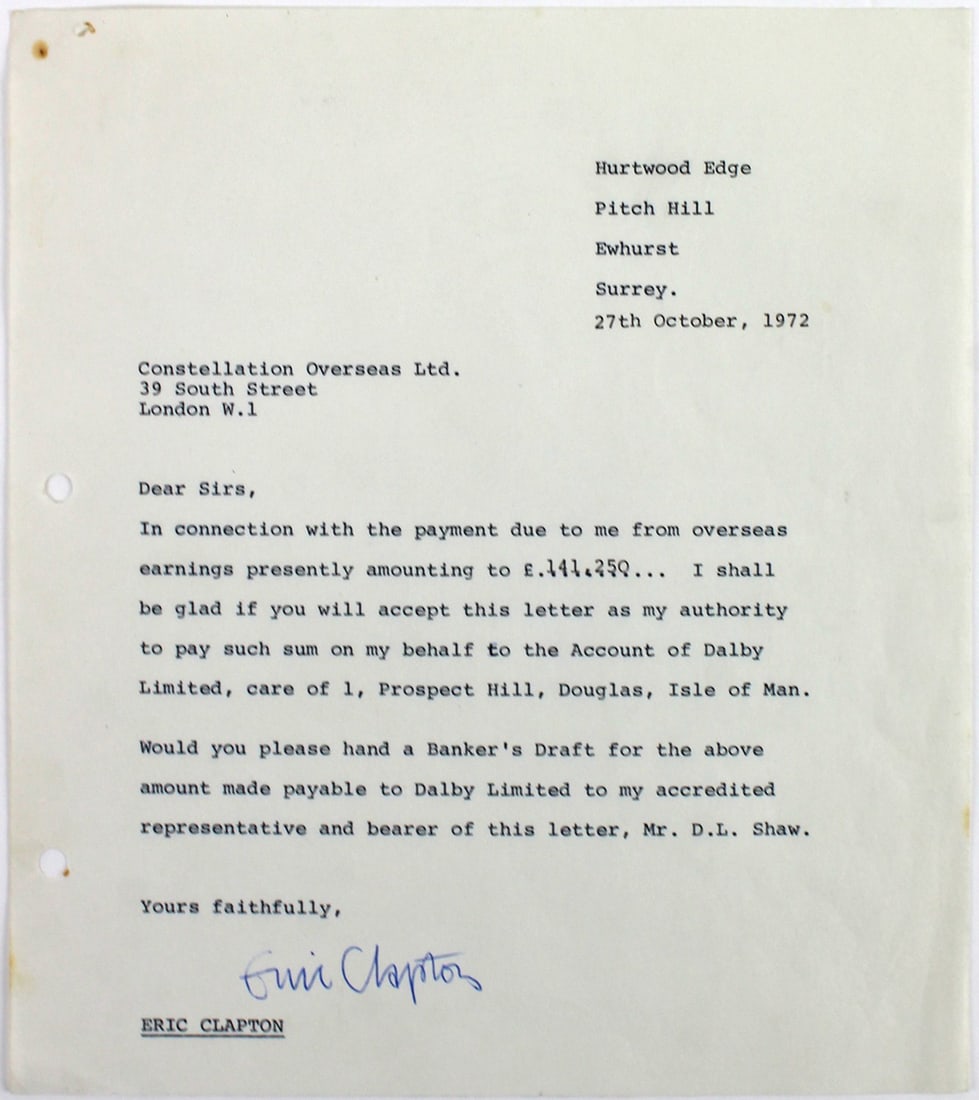 Hurtwood Edge
Pitch Hill
Ewhurst
Surrey.
27th October, 1972
Constellation Overseas Ltd.
39 South Street
London W.1
Dear Sirs,
In connection with the payment due to me from overseas
earnings presently amounting to £.141,250... I shall
be glad if you will accept this letter as my authority
to pay such sum on my behalf to the Account of Dalby
Limited, care of 1, Prospect Hill, Douglas, Isle of Man.
Would you please hand a Banker's Draft for the above
amount made payable to Dalby Limited to my accredited
representative and bearer of this letter, Mr. D.L. Shaw.
Yours faithfully,
Eric Clapton
ERIC CLAPTON